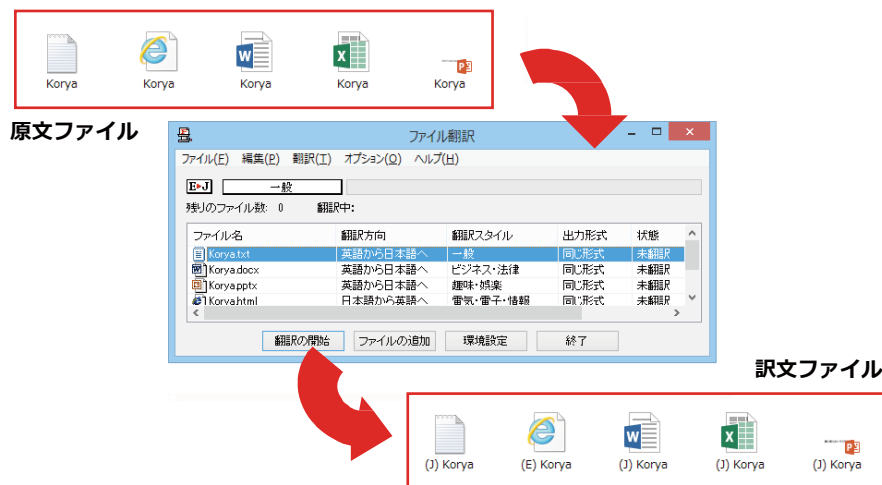 Korya Korya Korya Korya Korya
原文ファイル
ファイル翻訳
ファイル(F) 編集(P) 翻訳(T) オプション(O) ヘルプ(H)
E▸J 一般
残りのファイル数: 0 翻訳中:
ファイル名 翻訳方向 翻訳スタイル 出力形式 状態
Korya.txt 英語から日本語へ 一般 同じ形式 未翻訳
Korya.docx 英語から日本語へ ビジネス・法律 同じ形式 未翻訳
Korya.pptx 英語から日本語へ 趣味・娯楽 同じ形式 未翻訳
Korya.html 日本語から英語へ 電気・電子・情報 同じ形式 未翻訳
翻訳の開始 ファイルの追加 環境設定 終了
訳文ファイル
(J) Korya (E) Korya (J) Korya (J) Korya (J) Korya